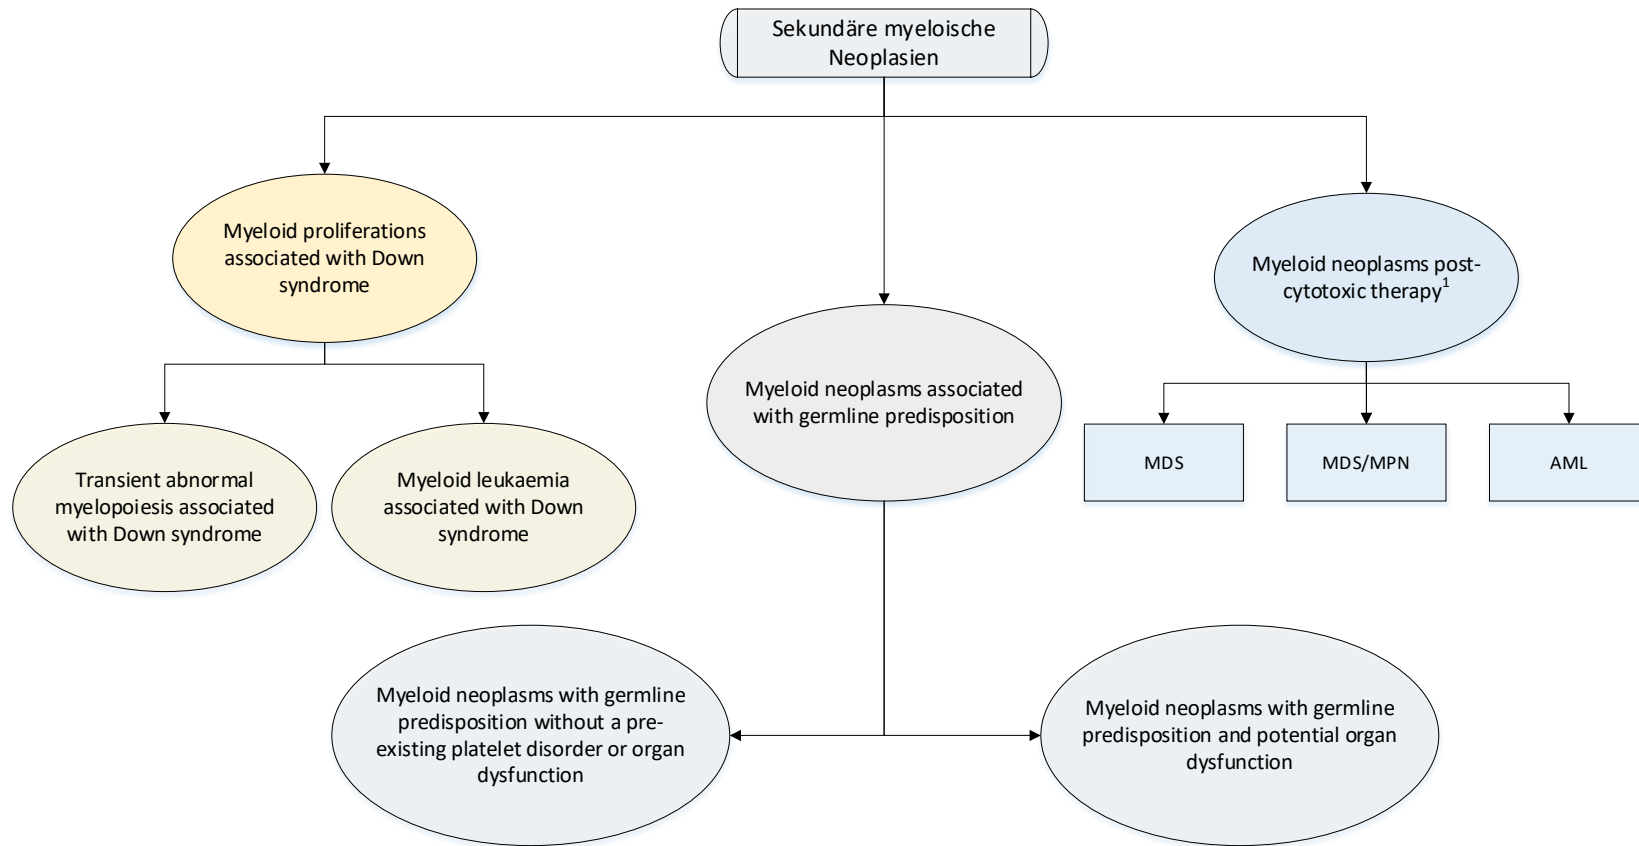 Sekundäre myeloische
Neoplasien
Myeloid proliferations
associated with Down
syndrome
Myeloid neoplasms post-
cytotoxic therapy1
Myeloid neoplasms associated
with germline predisposition
MDS
MDS/MPN
AML
Transient abnormal
myelopoiesis associated
with Down syndrome
Myeloid leukaemia
associated with Down
syndrome
Myeloid neoplasms with germline
predisposition without a pre-
existing platelet disorder or organ
dysfunction
Myeloid neoplasms with germline
predisposition and potential organ
dysfunction